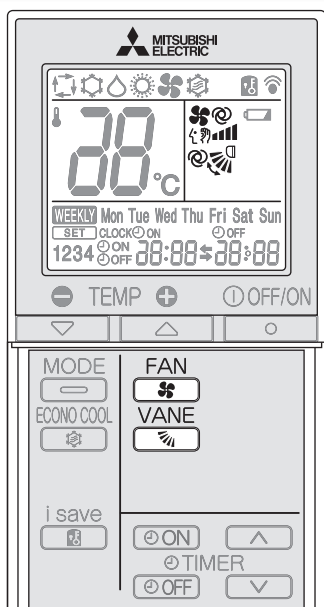 MITSUBISHI
ELECTRIC
88°C
WEEKLY Mon Tue Wed Thu Fri Sat Sun
SET CLOCK ON OFF
1234 ON OFF 88:88 88:88
TEMP OFF/ON
MODE FAN
ECONO COOL VANE
i save
ON
TIMER
OFF